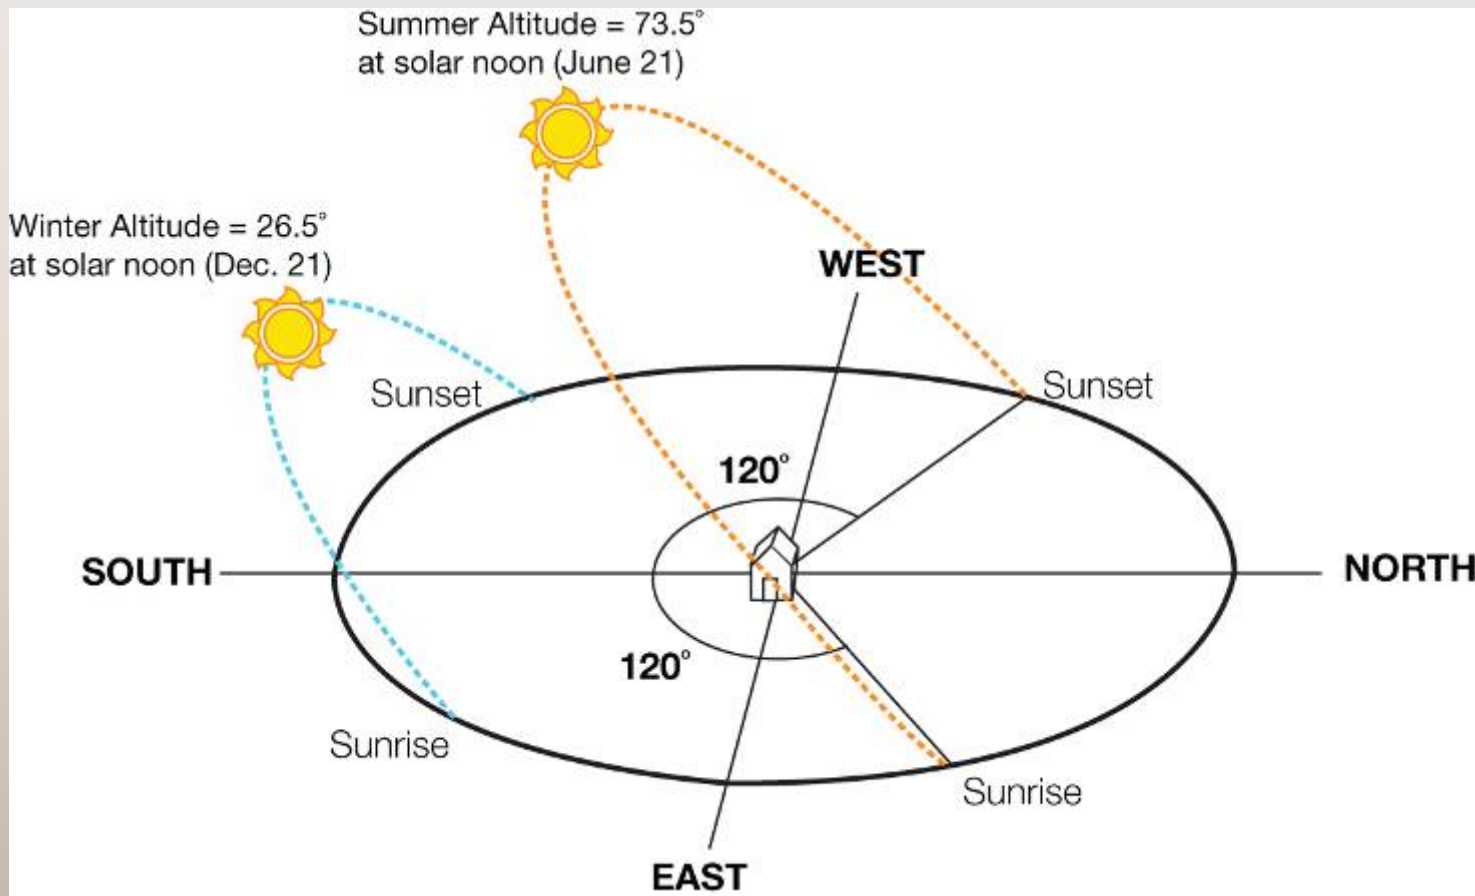 Summer Altitude = 73.5°
at solar noon (June 21)
Winter Altitude = 26.5°
at solar noon (Dec. 21)
WEST
Sunset
Sunset
120°
SOUTH
NORTH
120°
Sunrise
Sunrise
EAST